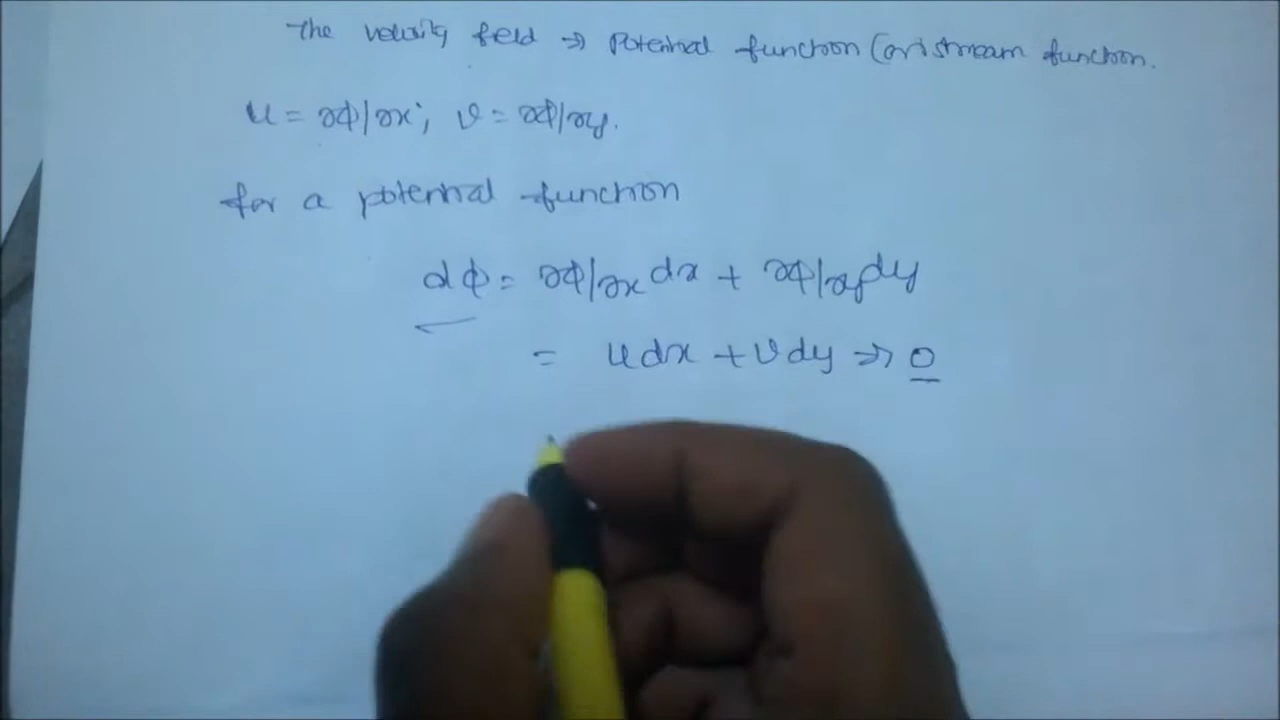 The velocity field ⇒ Potential function (or) stream function.
u = ∂φ/∂x; v = ∂φ/∂y.
for a potential function
dφ = ∂φ/∂x dx + ∂φ/∂y dy
= udx + vdy ⇒ 0